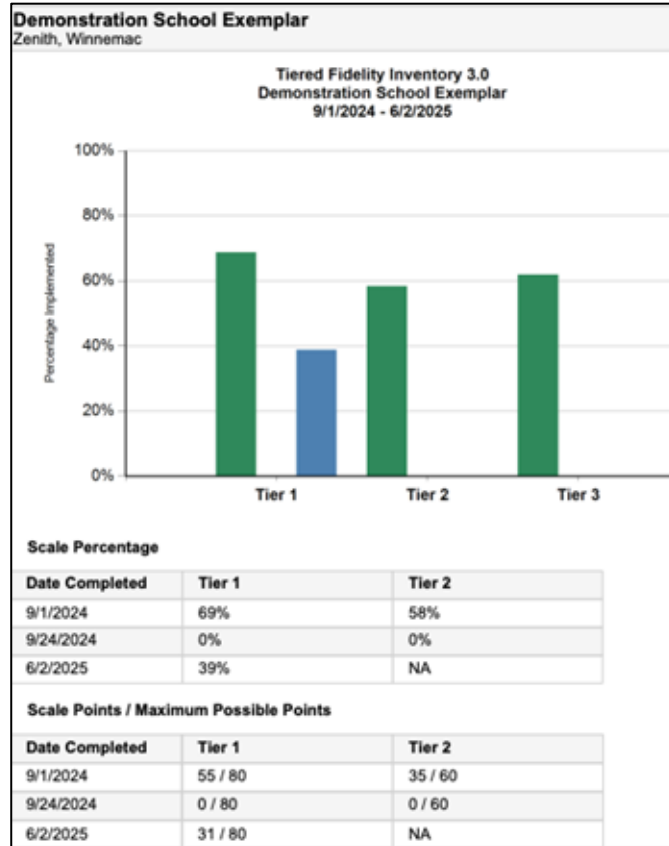 Demonstration School Exemplar
Zenith, Winnemac
Tiered Fidelity Inventory 3.0
Demonstration School Exemplar
9/1/2024 - 6/2/2025
100%
80%
60%
40%
20%
0%
Percentage Implemented
Tier 1 Tier 2 Tier 3
Scale Percentage
Date Completed Tier 1 Tier 2
9/1/2024 69% 58%
9/24/2024 0% 0%
6/2/2025 39% NA
Scale Points / Maximum Possible Points
Date Completed Tier 1 Tier 2
9/1/2024 55 / 80 35 / 60
9/24/2024 0 / 80 0 / 60
6/2/2025 31 / 80 NA